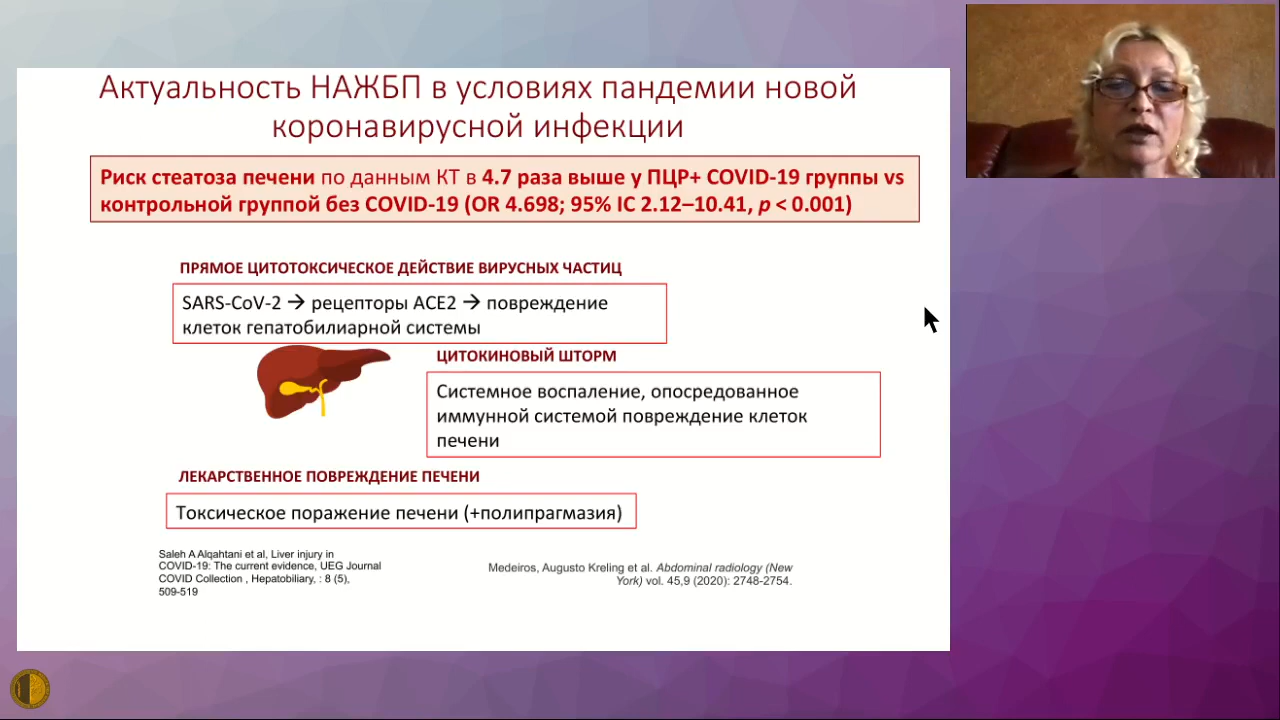 Актуальность НАЖБП в условиях пандемии новой
коронавирусной инфекции
Риск стеатоза печени по данным КТ в 4.7 раза выше у ПЦР+ COVID-19 группы vs
контрольной группой без COVID-19 (OR 4.698; 95% IC 2.12–10.41, p < 0.001)
ПРЯМОЕ ЦИТОТОКСИЧЕСКОЕ ДЕЙСТВИЕ ВИРУСНЫХ ЧАСТИЦ
SARS-CoV-2 → рецепторы ACE2 → повреждение
клеток гепатобилиарной системы
ЦИТОКИНОВЫЙ ШТОРМ
Системное воспаление, опосредованное
иммунной системой повреждение клеток
печени
ЛЕКАРСТВЕННОЕ ПОВРЕЖДЕНИЕ ПЕЧЕНИ
Токсическое поражение печени (+полипрагмазия)
Saleh A Alqahtani et al, Liver injury in
COVID-19: The current evidence, UEG Journal
COVID Collection , Hepatobiliary, : 8 (5),
509-519
Medeiros, Augusto Kreling et al. Abdominal radiology (New
York) vol. 45,9 (2020): 2748-2754.